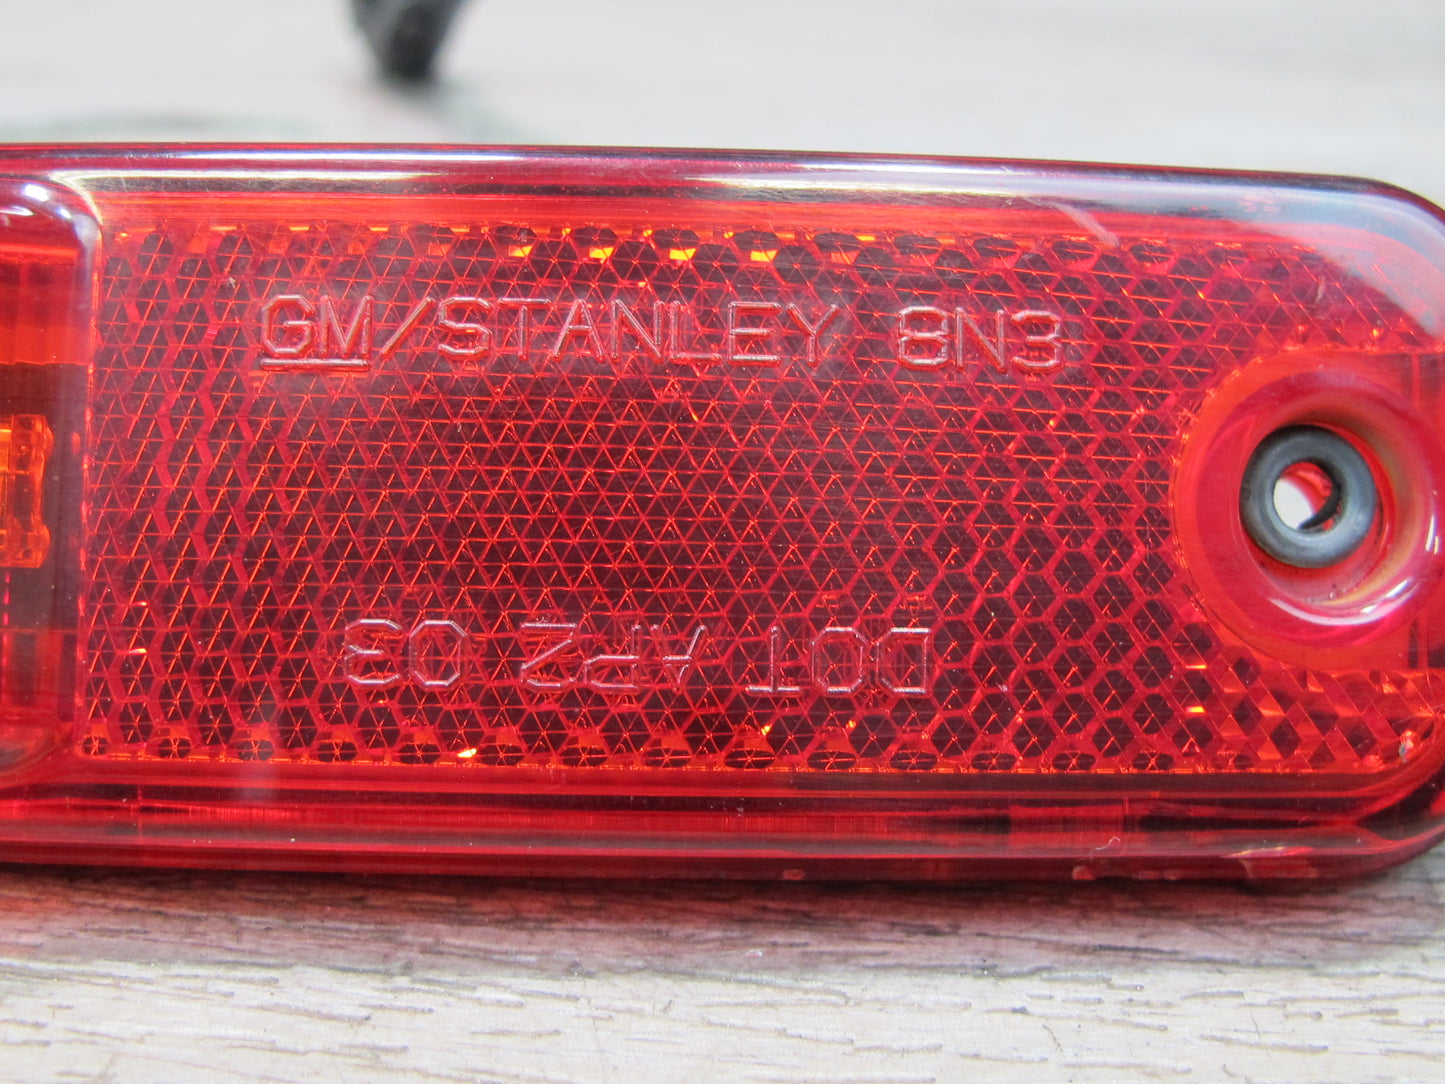 GM/STANLEY 8N3
DOT AP2 03